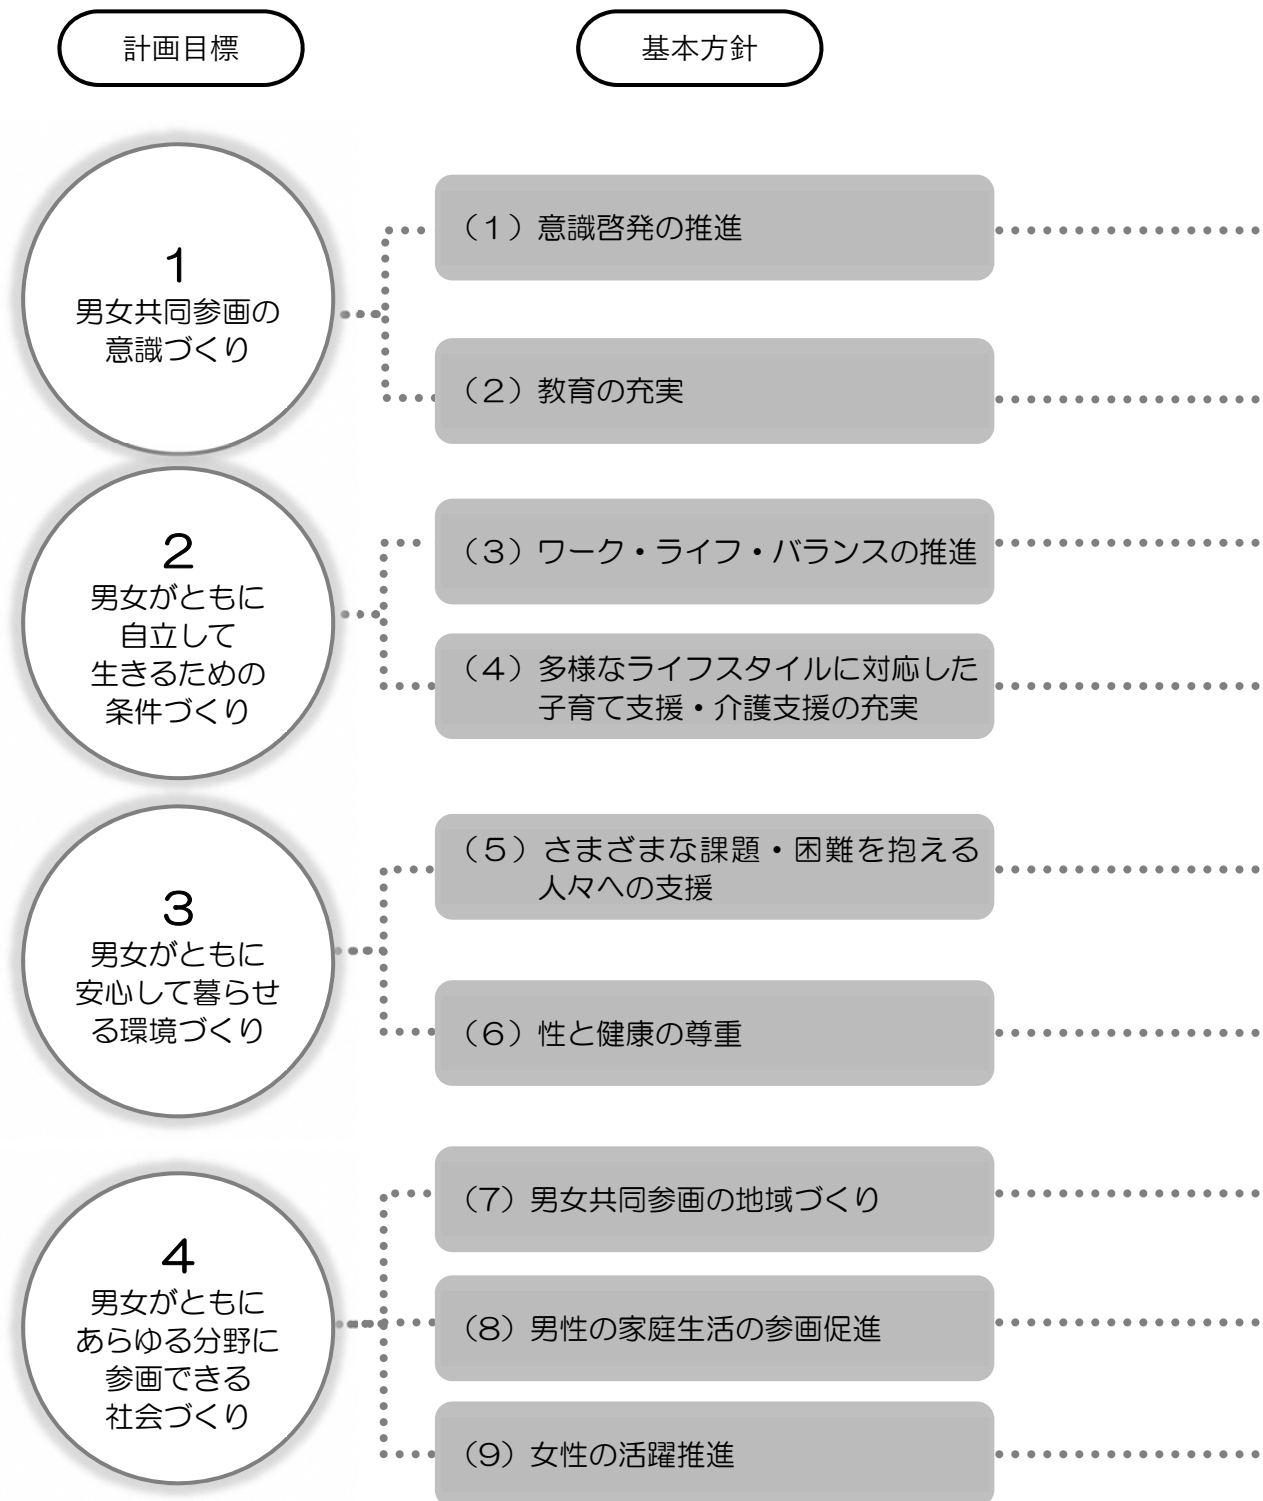 計画目標
基本方針
1
男女共同参画の
意識づくり
（1）意識啓発の推進
（2）教育の充実
2
男女がともに
自立して
生きるための
条件づくり
（3）ワーク・ライフ・バランスの推進
（4）多様なライフスタイルに対応した
子育て支援・介護支援の充実
3
男女がともに
安心して暮らせ
る環境づくり
（5）さまざまな課題・困難を抱える
人々への支援
（6）性と健康の尊重
4
男女がともに
あらゆる分野に
参画できる
社会づくり
（7）男女共同参画の地域づくり
（8）男性の家庭生活の参画促進
（9）女性の活躍推進